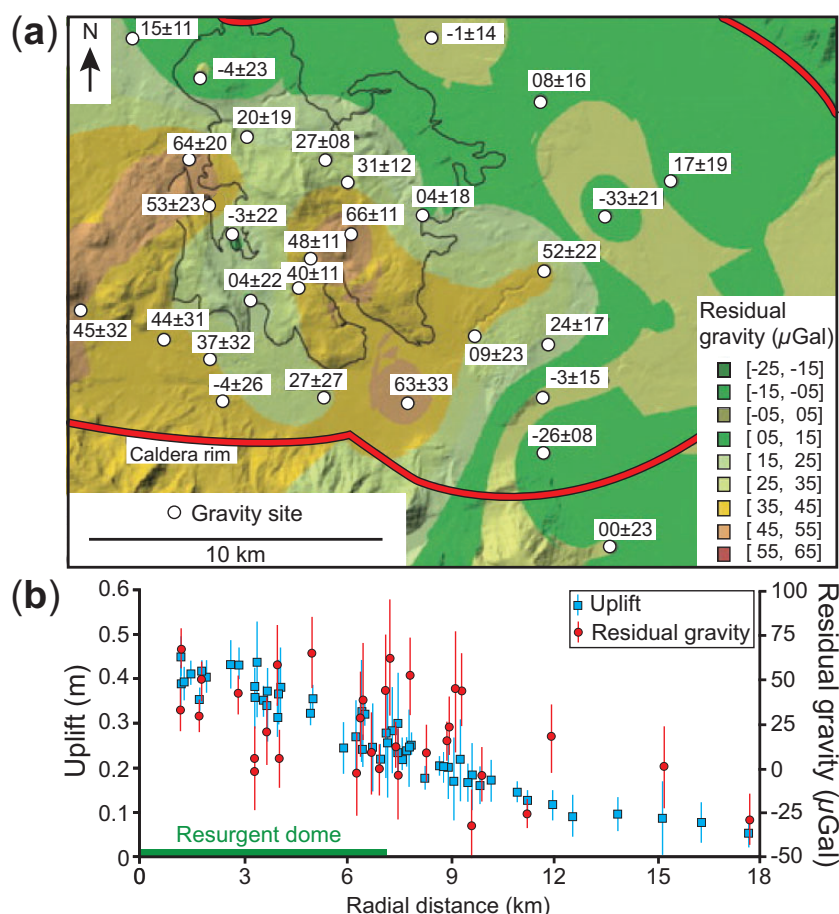 (a)
N
15±11
-1±14
-4±23
08±16
20±19
27±08
64±20
31±12
17±19
53±23
-3±22
04±18
-33±21
66±11
48±11
52±22
40±11
04±22
45±32
44±31
37±32
09±23
24±17
-4±26
27±27
63±33
-3±15
-26±08
00±23
Caldera rim
Gravity site
10 km
Residual
gravity (µGal)
[-25, -15]
[-15, -05]
[-05, 05]
[05, 15]
[ 15, 25]
[ 25, 35]
[ 35, 45]
[ 45, 55]
[ 55, 65]
(b)
Uplift
Residual gravity
Uplift (m)
0.6
0.5
0.4
0.3
0.2
0.1
0
Resurgent dome
0
3
6
9
12
15
18
Radial distance (km)
100
75
50
25
0
-25
-50
Residual gravity (µGal)